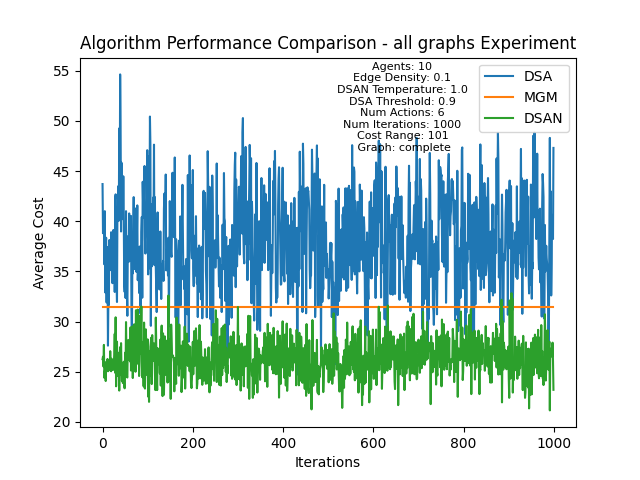 Algorithm Performance Comparison - all graphs Experiment
Agents: 10
Edge Density: 0.1
DSAN Temperature: 1.0
DSA Threshold: 0.9
Num Actions: 6
Num Iterations: 1000
Cost Range: 101
Graph: complete
DSA
MGM
DSAN
Average Cost
55
50
45
40
35
30
25
20
0
200
400
600
800
1000
Iterations